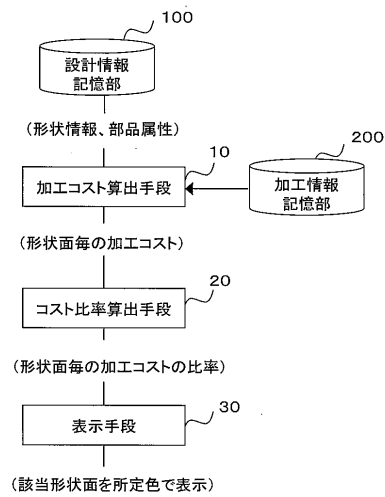 100
設計情報
記憶部
(形状情報、部品属性)
10
加工コスト算出手段
200
加工情報
記憶部
(形状面毎の加工コスト)
20
コスト比率算出手段
(形状面毎の加工コストの比率)
30
表示手段
(該当形状面を所定色で表示)